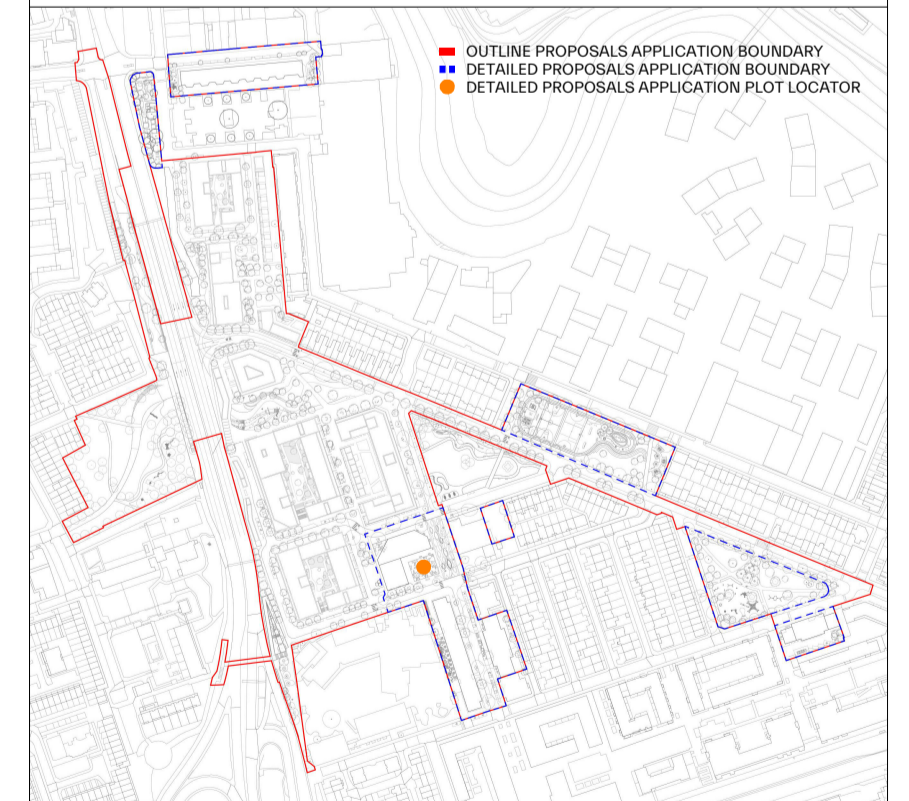 OUTLINE PROPOSALS APPLICATION BOUNDARY
DETAILED PROPOSALS APPLICATION BOUNDARY
DETAILED PROPOSALS APPLICATION PLOT LOCATOR